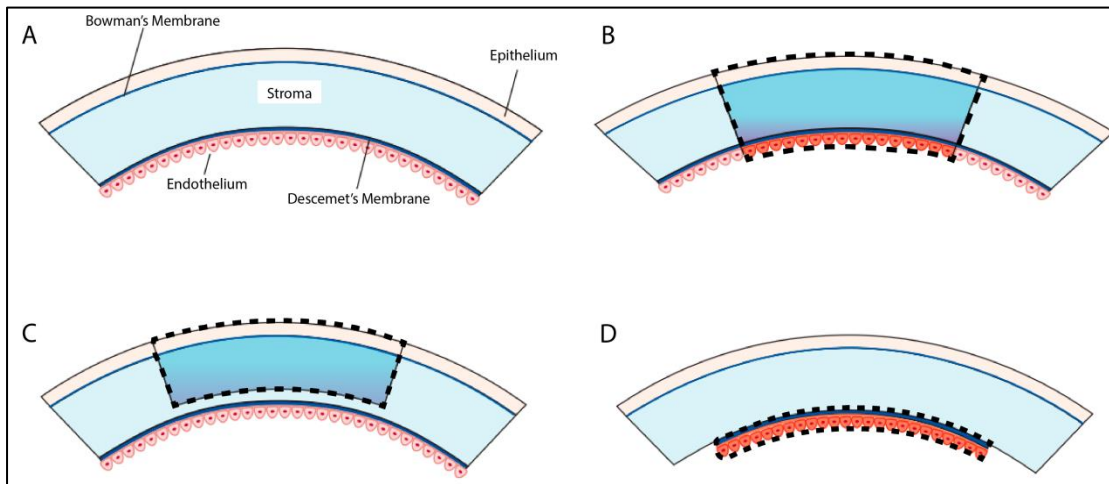 A
Bowman's Membrane
Epithelium
Stroma
Endothelium
Descemet's Membrane
B
C
D